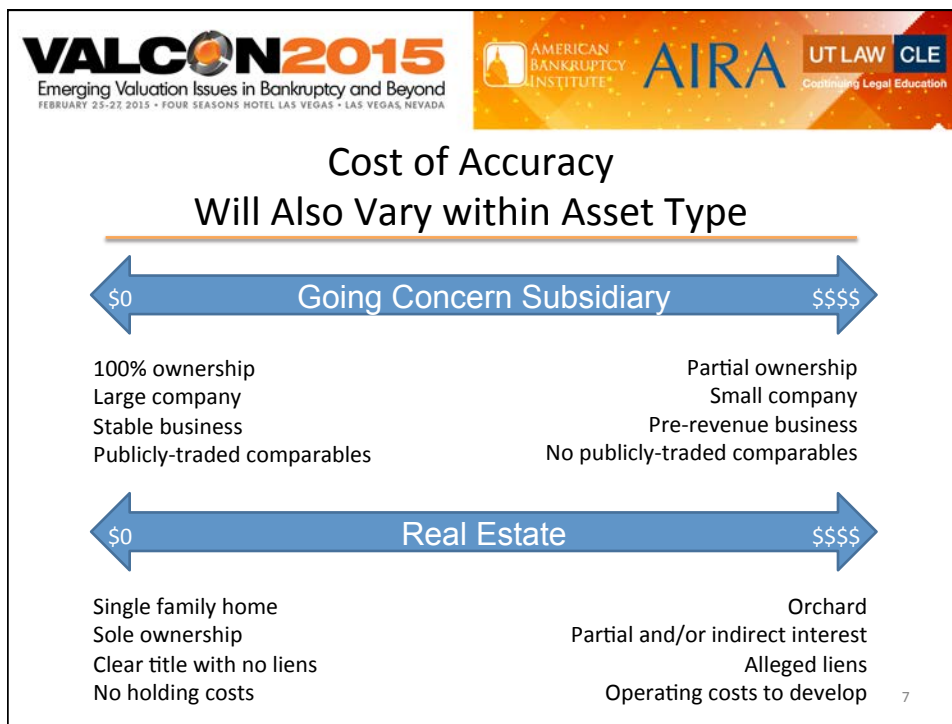 VALCON2015
Emerging Valuation Issues in Bankruptcy and Beyond
FEBRUARY 25-27, 2015 • FOUR SEASONS HOTEL LAS VEGAS • LAS VEGAS, NEVADA
AMERICAN
BANKRUPTCY
INSTITUTE
AIRA
UT LAW CLE
Continuing Legal Education
Cost of Accuracy
Will Also Vary within Asset Type
$0 Going Concern Subsidiary $$$$
100% ownership
Large company
Stable business
Publicly-traded comparables
Partial ownership
Small company
Pre-revenue business
No publicly-traded comparables
$0 Real Estate $$$$
Single family home
Sole ownership
Clear title with no liens
No holding costs
Orchard
Partial and/or indirect interest
Alleged liens
Operating costs to develop
7